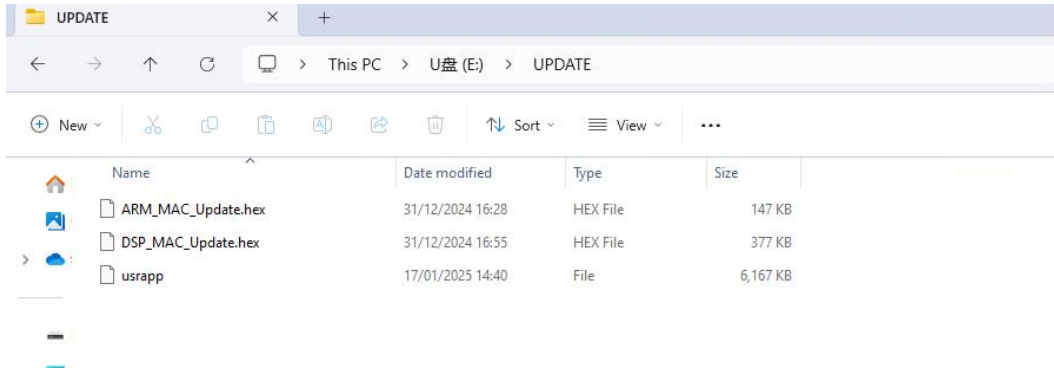 UPDATE
This PC > U盘 (E:) > UPDATE
New Sort View
Name Date modified Type Size
ARM_MAC_Update.hex 31/12/2024 16:28 HEX File 147 KB
DSP_MAC_Update.hex 31/12/2024 16:55 HEX File 377 KB
usrapp 17/01/2025 14:40 File 6,167 KB